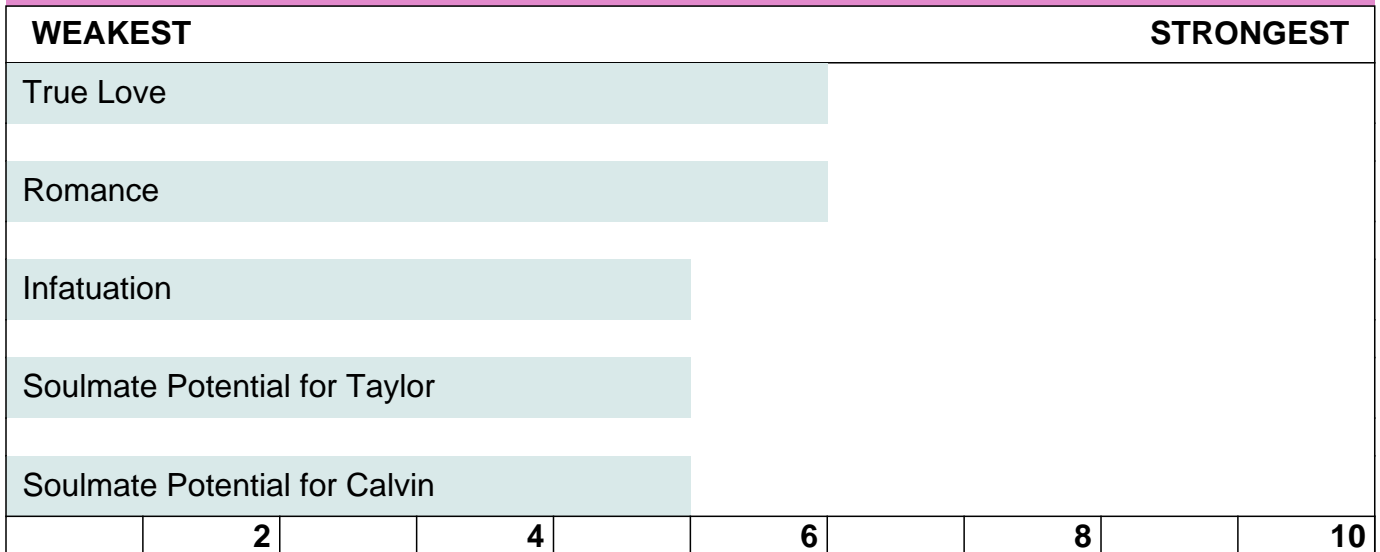 WEAKEST STRONGEST
True Love
Romance
Infatuation
Soulmate Potential for Taylor
Soulmate Potential for Calvin
2 4 6 8 10